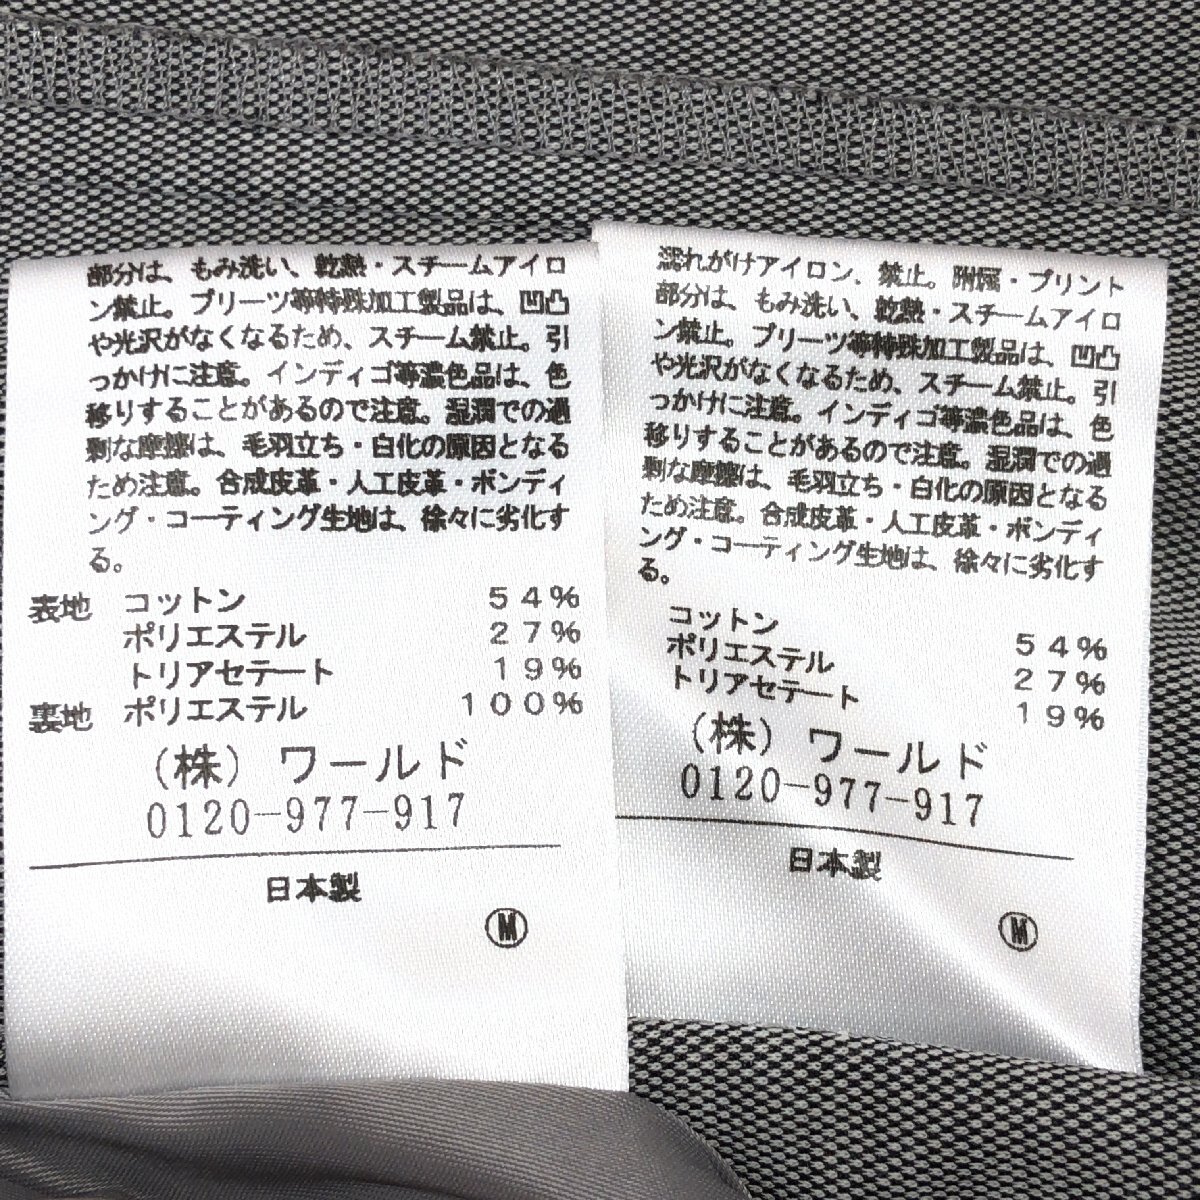 部分は、もみ洗い、乾熱・スチームアイロ
ン禁止。プリーツ等特殊加工製品は、凹凸
や光沢がなくなるため、スチーム禁止。引
っかけに注意。インディゴ等濃色品は、色
移りすることがあるので注意。湿潤での過
剰な摩擦は、毛羽立ち・白化の原因となる
ため注意。合成皮革・人工皮革・ボンディ
ング・コーティング生地は、徐々に劣化す
る。
表地 コットン 54%
ポリエステル 27%
トリアセテート 19%
裏地 ポリエステル 100%
(株) ワールド
0120-977-917
日本製
M
濡れがけアイロン、禁止。附属・プリント
部分は、もみ洗い、乾熱・スチームアイロ
ン禁止。プリーツ等特殊加工製品は、凹凸
や光沢がなくなるため、スチーム禁止。引
っかけに注意。インディゴ等濃色品は、色
移りすることがあるので注意。湿潤での過
剰な摩擦は、毛羽立ち・白化の原因となる
ため注意。合成皮革・人工皮革・ボンディ
ング・コーティング生地は、徐々に劣化す
る。
コットン 54%
ポリエステル 27%
トリアセテート 19%
(株) ワールド
0120-977-917
日本製
M